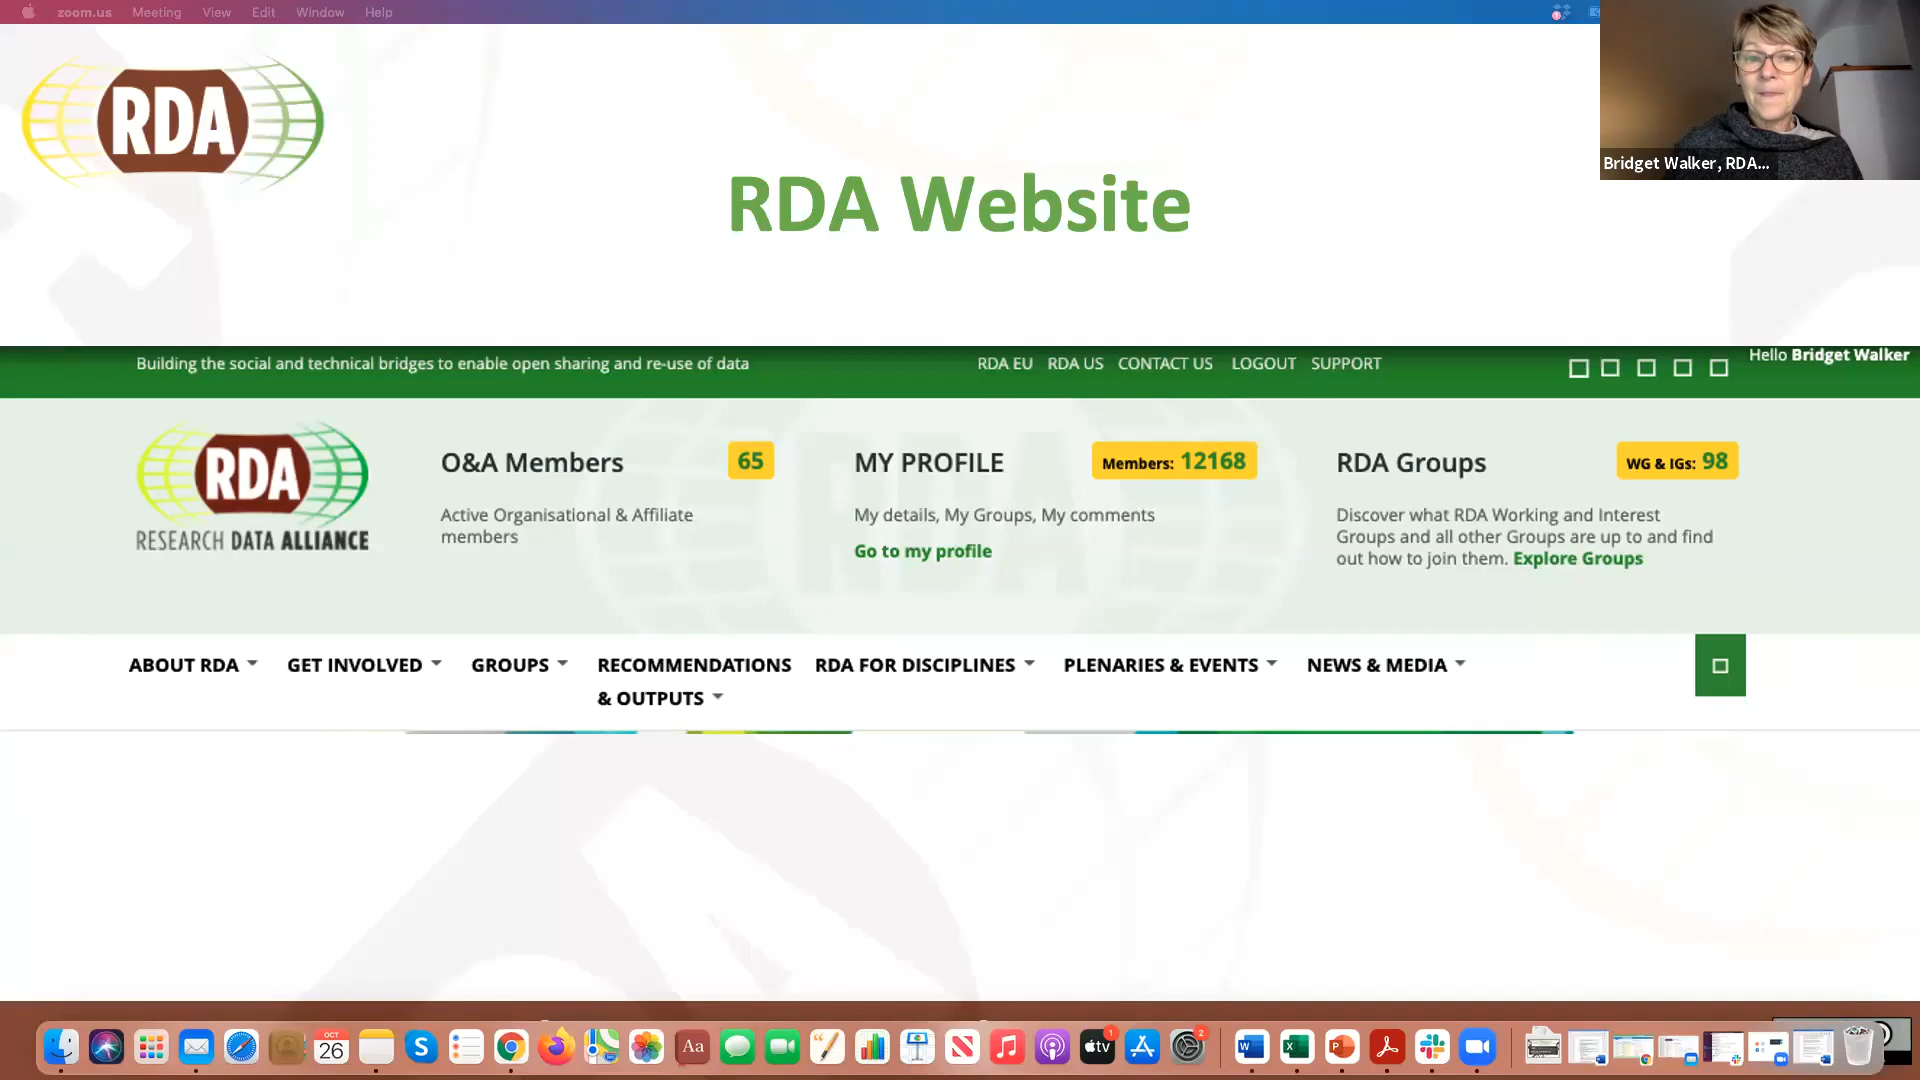 zoom.us Meeting View Edit Window Help
RDA
Bridget Walker, RDA...
RDA Website
Building the social and technical bridges to enable open sharing and re-use of data
RDA EU RDA US CONTACT US LOGOUT SUPPORT
Hello Bridget Walker
RDA
RESEARCH DATA ALLIANCE
O&A Members 65
Active Organisational & Affiliate
members
MY PROFILE Members: 12168
My details, My Groups, My comments
Go to my profile
RDA Groups WG & IGs: 98
Discover what RDA Working and Interest
Groups and all other Groups are up to and find
out how to join them. Explore Groups
ABOUT RDA GET INVOLVED GROUPS RECOMMENDATIONS
& OUTPUTS
RDA FOR DISCIPLINES PLENARIES & EVENTS NEWS & MEDIA
OCT
26
Aa
tv
1
2